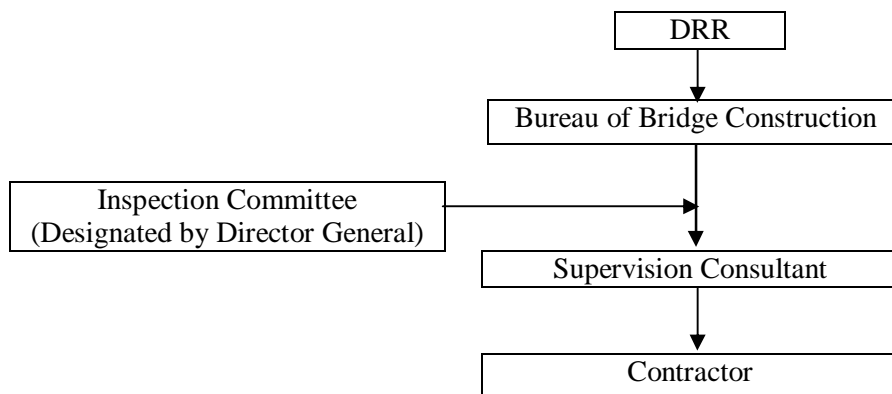 DRR
Bureau of Bridge Construction
Inspection Committee
(Designated by Director General)
Supervision Consultant
Contractor